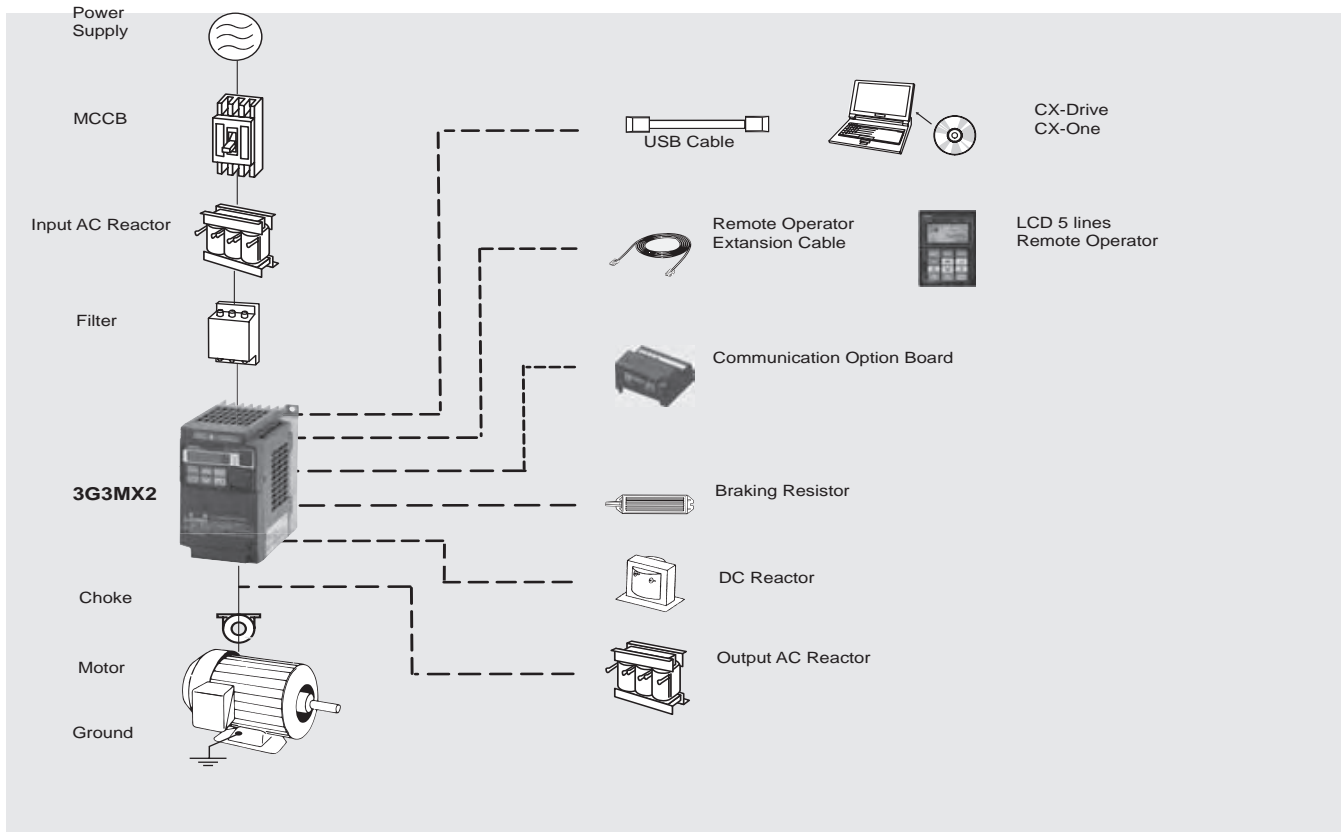 Power
Supply
MCCB
USB Cable
CX-Drive
CX-One
Input AC Reactor
Remote Operator
Extansion Cable
LCD 5 lines
Remote Operator
Filter
Communication Option Board
3G3MX2
Braking Resistor
DC Reactor
Choke
Motor
Output AC Reactor
Ground